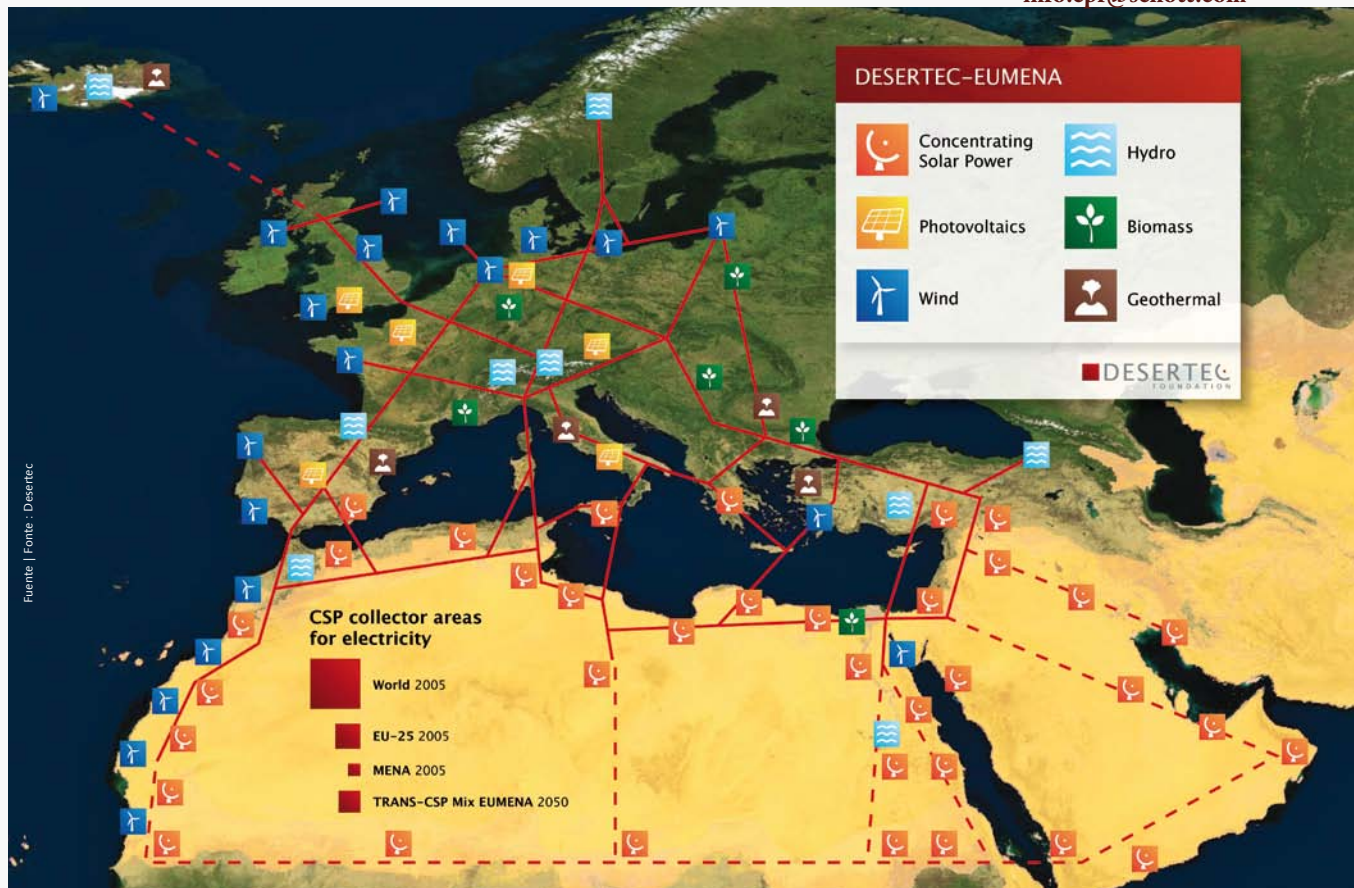 DESERTEC-EUMENA
Concentrating
Solar Power
Hydro
Photovoltaics
Biomass
Wind
Geothermal
DESERTEC
FOUNDATION
Fuente | Fonte : Desertec
CSP collector areas
for electricity
World 2005
EU-25 2005
MENA 2005
TRANS-CSP Mix EUMENA 2050